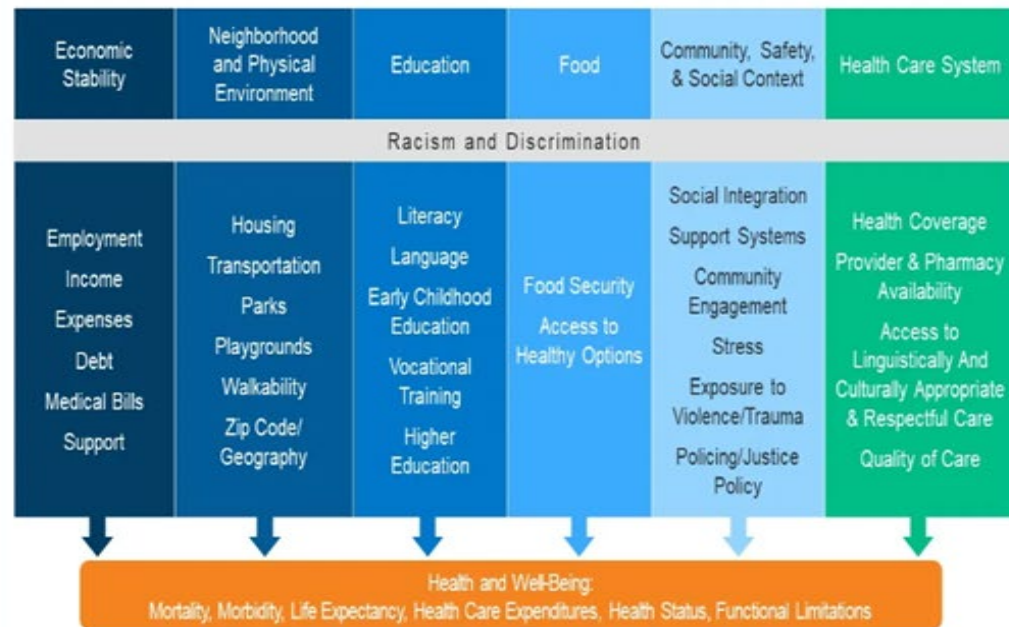 Economic
Stability
Neighborhood
and Physical
Environment
Education
Food
Community, Safety,
& Social Context
Health Care System
Racism and Discrimination
Employment
Income
Expenses
Debt
Medical Bills
Support
Housing
Transportation
Parks
Playgrounds
Walkability
Zip Code/
Geography
Literacy
Language
Early Childhood
Education
Vocational
Training
Higher
Education
Food Security
Access to
Healthy Options
Social Integration
Support Systems
Community
Engagement
Stress
Exposure to
Violence/Trauma
Policing/Justice
Policy
Health Coverage
Provider & Pharmacy
Availability
Access to
Linguistically And
Culturally Appropriate
& Respectful Care
Quality of Care
Health and Well-Being:
Mortality, Morbidity, Life Expectancy, Health Care Expenditures, Health Status, Functional Limitations